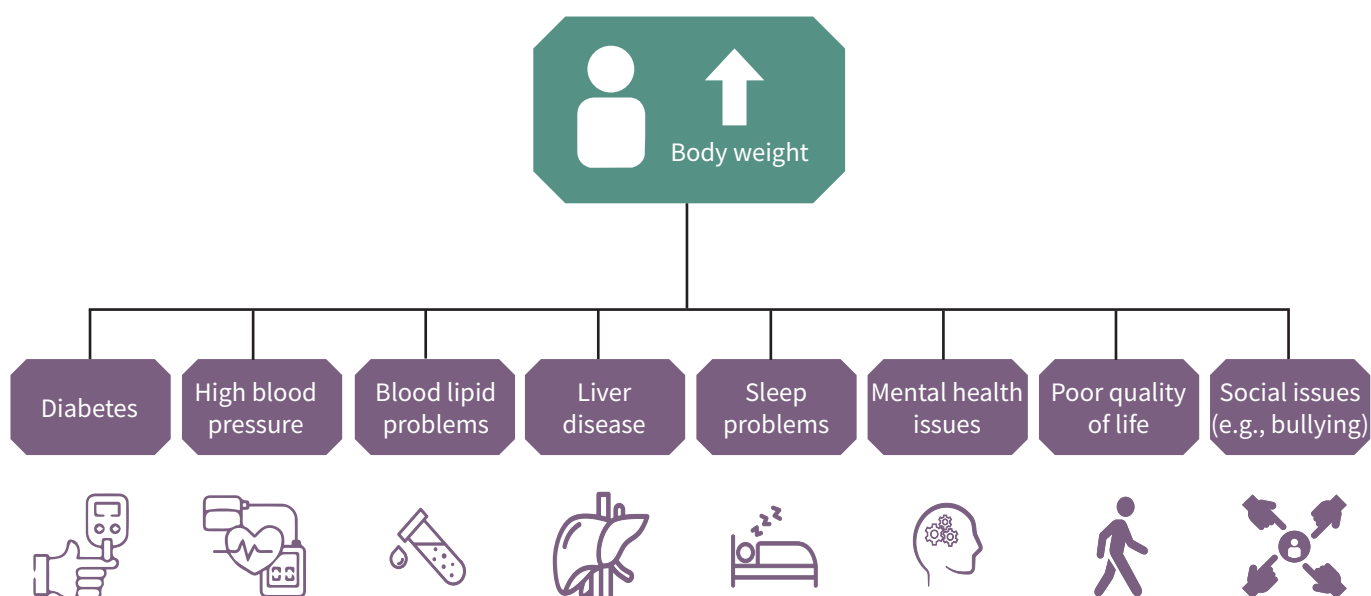 Body weight
Diabetes
High blood
pressure
Blood lipid
problems
Liver
disease
Sleep
problems
Mental health
issues
Poor quality
of life
Social issues
(e.g., bullying)